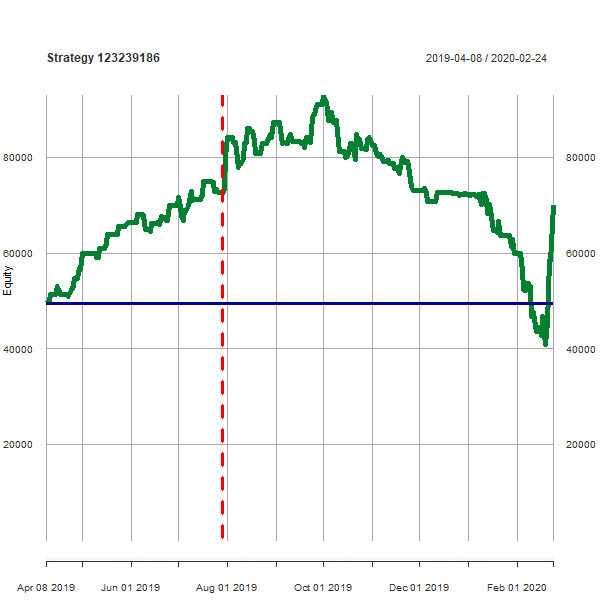 Strategy 123239186 2019-04-08 / 2020-02-24
80000 80000
60000 60000
Equity
40000 40000
20000 20000
Apr 08 2019 Jun 01 2019 Aug 01 2019 Oct 01 2019 Dec 01 2019 Feb 01 2020